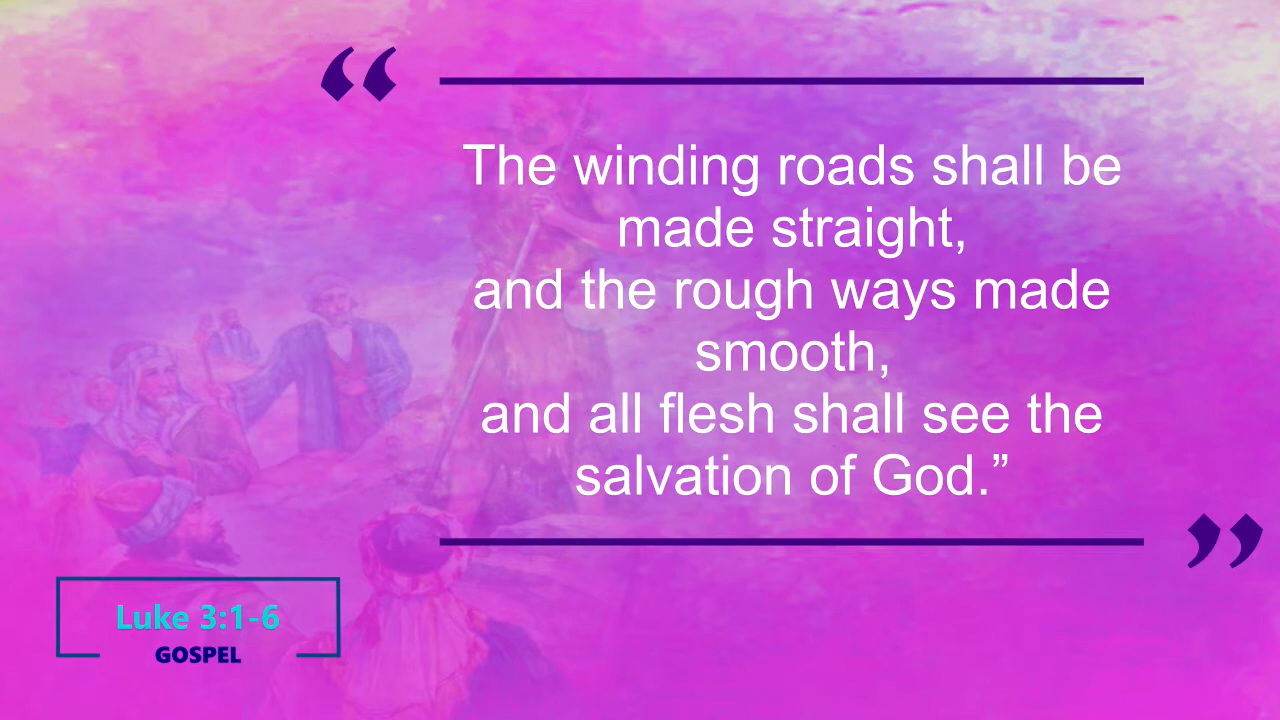 “
The winding roads shall be
made straight,
and the rough ways made
smooth,
and all flesh shall see the
salvation of God.”
”
Luke 3:1-6
GOSPEL